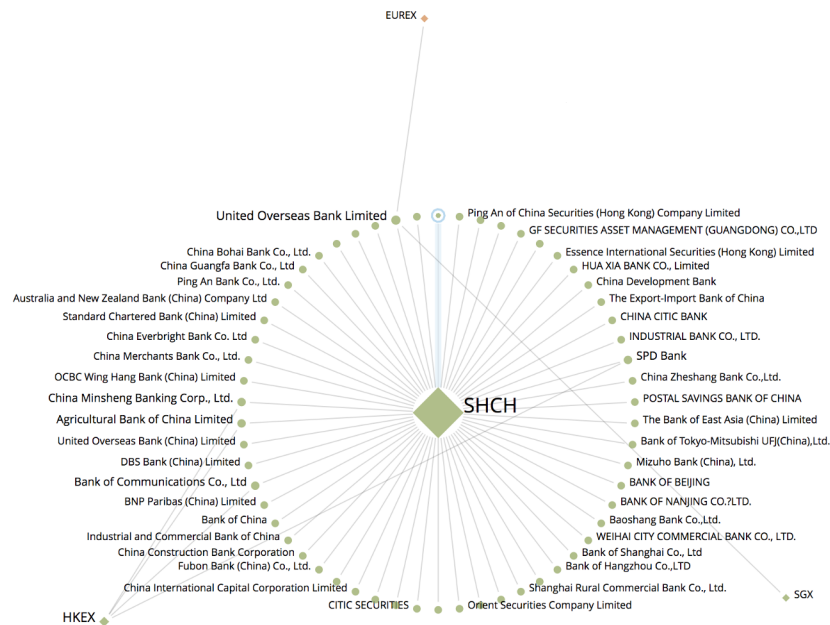 EUREX
United Overseas Bank Limited
Ping An of China Securities (Hong Kong) Company Limited
GF SECURITIES ASSET MANAGEMENT (GUANGDONG) CO.,LTD
China Bohai Bank Co., Ltd.
Essence International Securities (Hong Kong) Limited
China Guangfa Bank Co., Ltd
HUA XIA BANK CO., Limited
Ping An Bank Co., Ltd.
China Development Bank
Australia and New Zealand Bank (China) Company Ltd
The Export-Import Bank of China
Standard Chartered Bank (China) Limited
CHINA CITIC BANK
China Everbright Bank Co. Ltd
INDUSTRIAL BANK CO., LTD.
China Merchants Bank Co., Ltd.
SPD Bank
OCBC Wing Hang Bank (China) Limited
China Zheshang Bank Co.,Ltd.
China Minsheng Banking Corp., Ltd.
SHCH
POSTAL SAVINGS BANK OF CHINA
Agricultural Bank of China Limited
The Bank of East Asia (China) Limited
United Overseas Bank (China) Limited
Bank of Tokyo-Mitsubishi UFJ(China),Ltd.
DBS Bank (China) Limited
Mizuho Bank (China), Ltd.
Bank of Communications Co., Ltd
BANK OF BEIJING
BNP Paribas (China) Limited
BANK OF NANJING CO.?LTD.
Bank of China
Baoshang Bank Co.,Ltd.
Industrial and Commercial Bank of China
WEIHAI CITY COMMERCIAL BANK CO., LTD.
China Construction Bank Corporation
Bank of Shanghai Co., Ltd
Fubon Bank (China) Co., Ltd.
Bank of Hangzhou Co.,LTD
China International Capital Corporation Limited
Shanghai Rural Commercial Bank Co., Ltd.
SGX
CITIC SECURITIES
Orient Securities Company Limited
HKEX